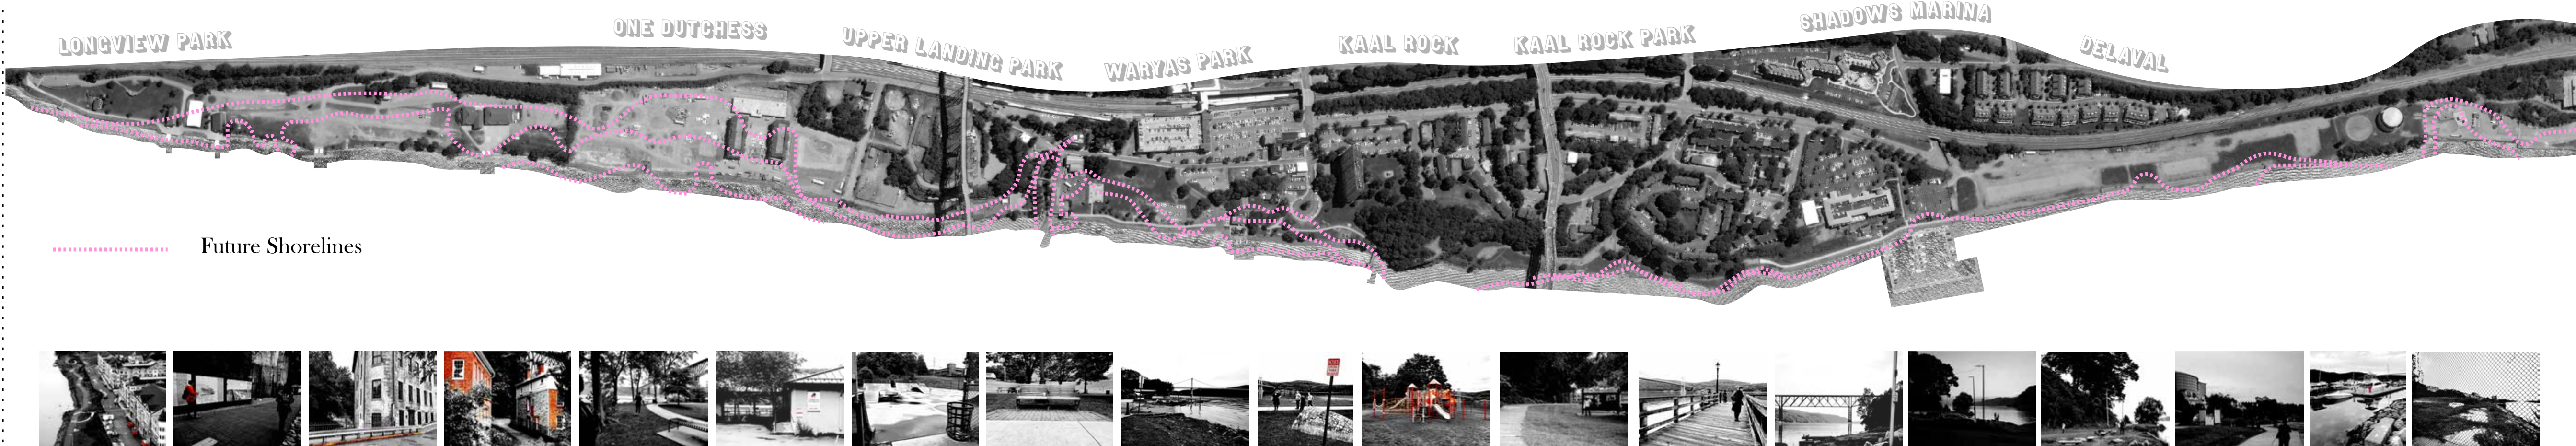 LONGVIEW PARK
ONE DUTCHESS
UPPER LANDING PARK
WARYAS PARK
KAAL ROCK
KAAL ROCK PARK
SHADOWS MARINA
DELAVAL
Future Shorelines